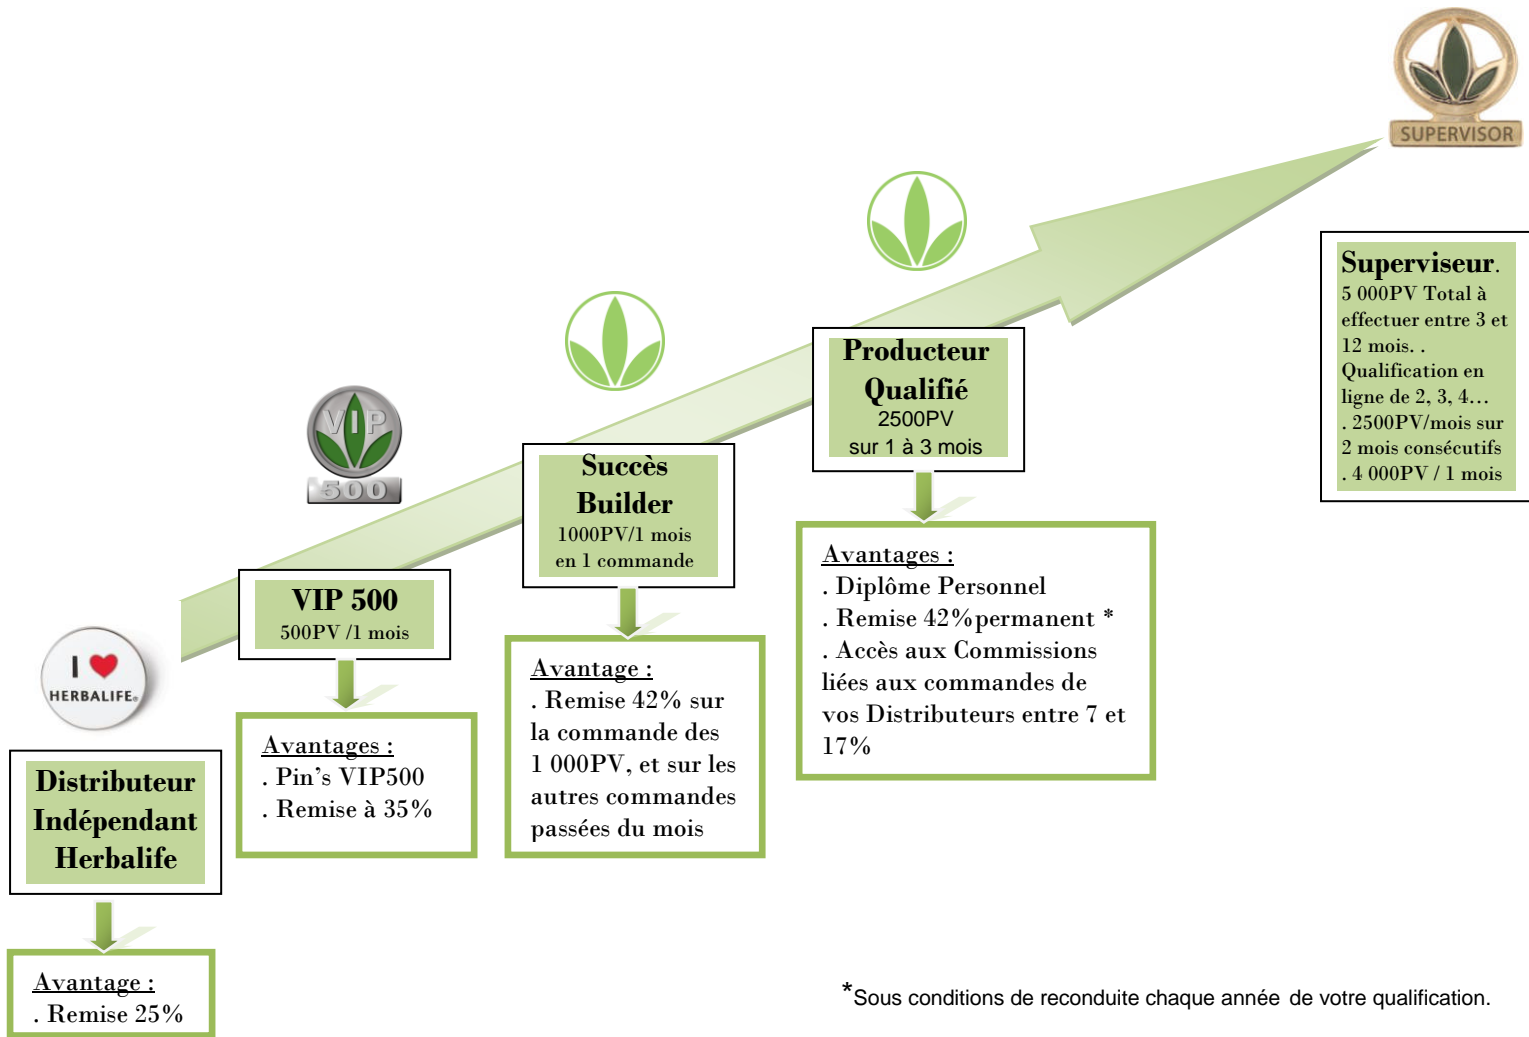 SUPERVISOR
Superviseur.
5 000PV Total à
effectuer entre 3 et
12 mois. .
Qualification en
ligne de 2, 3, 4...
. 2500PV/mois sur
2 mois consécutifs
. 4 000PV / 1 mois
Producteur
Qualifié
2500PV
sur 1 à 3 mois
Avantages :
. Diplôme Personnel
. Remise 42%permanent *
. Accès aux Commissions
liées aux commandes de
vos Distributeurs entre 7 et
17%
Succès
Builder
1000PV/1 mois
en 1 commande
Avantage :
. Remise 42% sur
la commande des
1 000PV, et sur les
autres commandes
passées du mois
VIP
500
VIP 500
500PV /1 mois
Avantages :
. Pin's VIP500
. Remise à 35%
I
HERBALIFE®
Distributeur
Indépendant
Herbalife
Avantage :
. Remise 25%
*Sous conditions de reconduite chaque année de votre qualification.